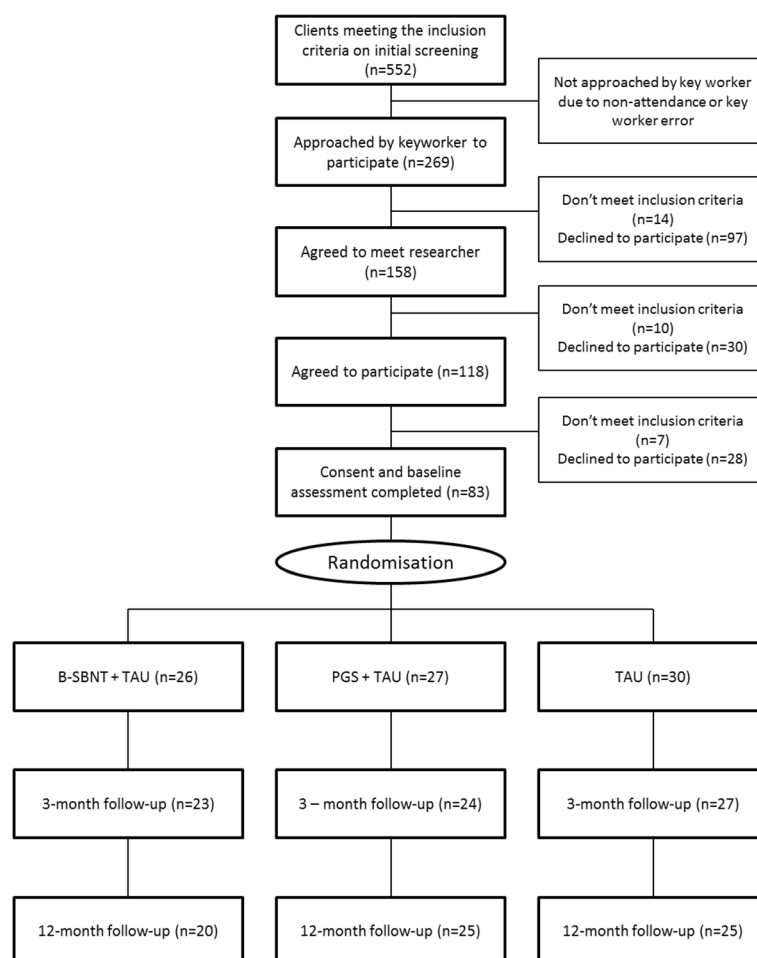 Clients meeting the inclusion
criteria on initial screening
(n=552)
Not approached by key worker
due to non-attendance or key
worker error
Approached by keyworker to
participate (n=269)
Don’t meet inclusion criteria
(n=14)
Declined to participate (n=97)
Agreed to meet researcher
(n=158)
Don’t meet inclusion criteria
(n=10)
Declined to participate (n=30)
Agreed to participate (n=118)
Don’t meet inclusion criteria
(n=7)
Declined to participate (n=28)
Consent and baseline
assessment completed (n=83)
Randomisation
B-SBNT + TAU (n=26)
PGS + TAU (n=27)
TAU (n=30)
3-month follow-up (n=23)
3 – month follow-up (n=24)
3-month follow-up (n=27)
12-month follow-up (n=20)
12-month follow-up (n=25)
12-month follow-up (n=25)